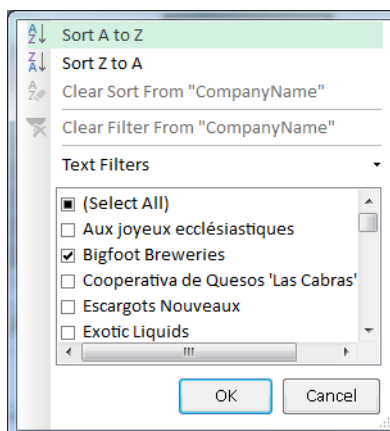 Sort A to Z
Sort Z to A
Clear Sort From "CompanyName"
Clear Filter From "CompanyName"
Text Filters
(Select All)
Aux joyeux ecclésiastiques
Bigfoot Breweries
Cooperativa de Quesos 'Las Cabras'
Escargots Nouveaux
Exotic Liquids
OK Cancel